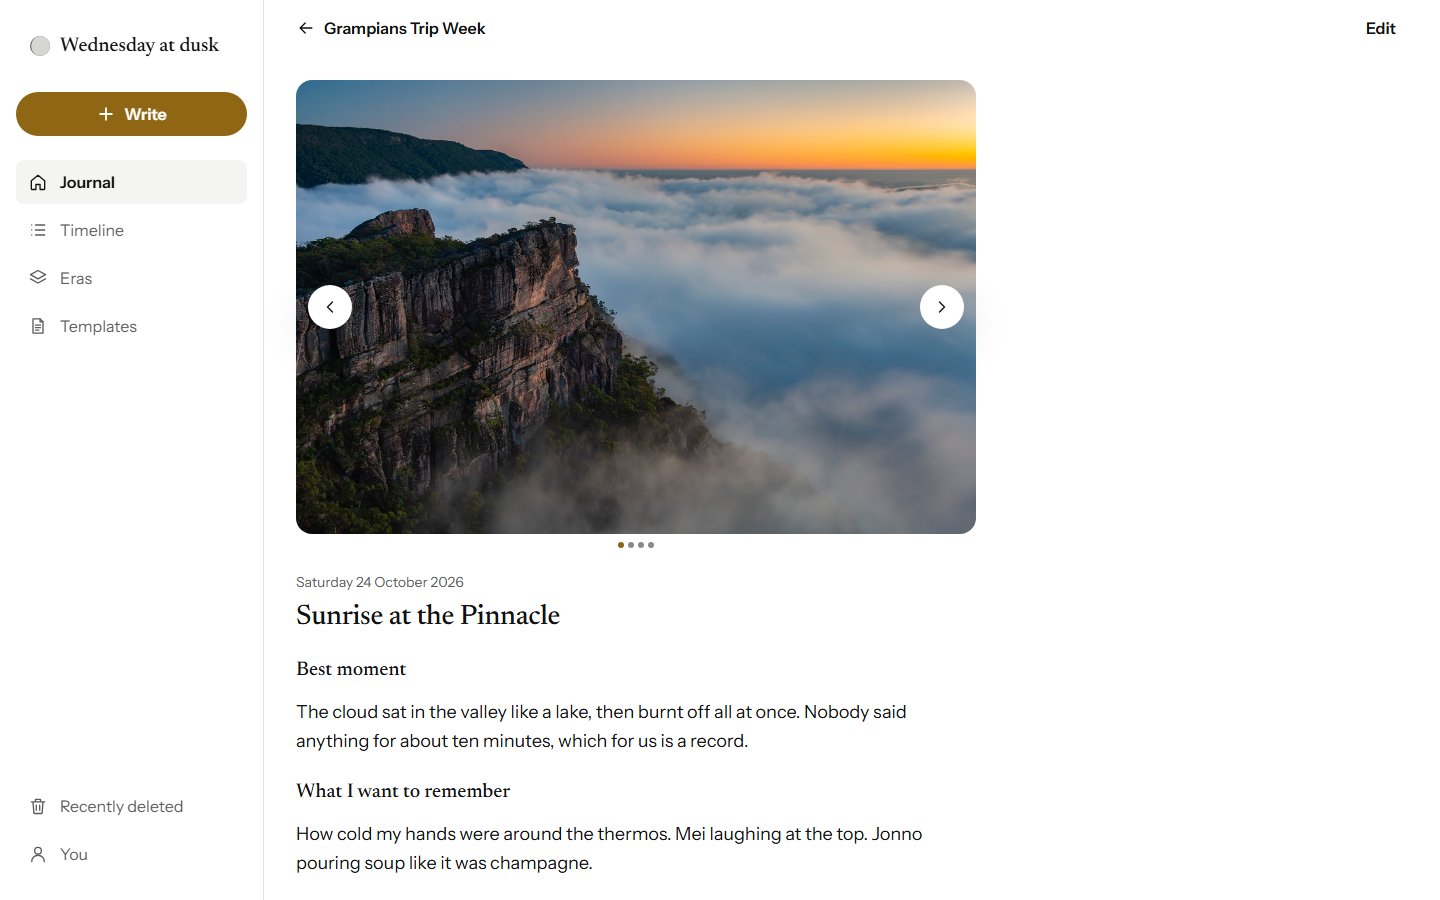 Wednesday at dusk
Write
Journal
Timeline
Eras
Templates
Recently deleted
You
Grampians Trip Week
Edit
Saturday 24 October 2026
Sunrise at the Pinnacle
Best moment
The cloud sat in the valley like a lake, then burnt off all at once. Nobody said
anything for about ten minutes, which for us is a record.
What I want to remember
How cold my hands were around the thermos. Mei laughing at the top. Jonno
pouring soup like it was champagne.